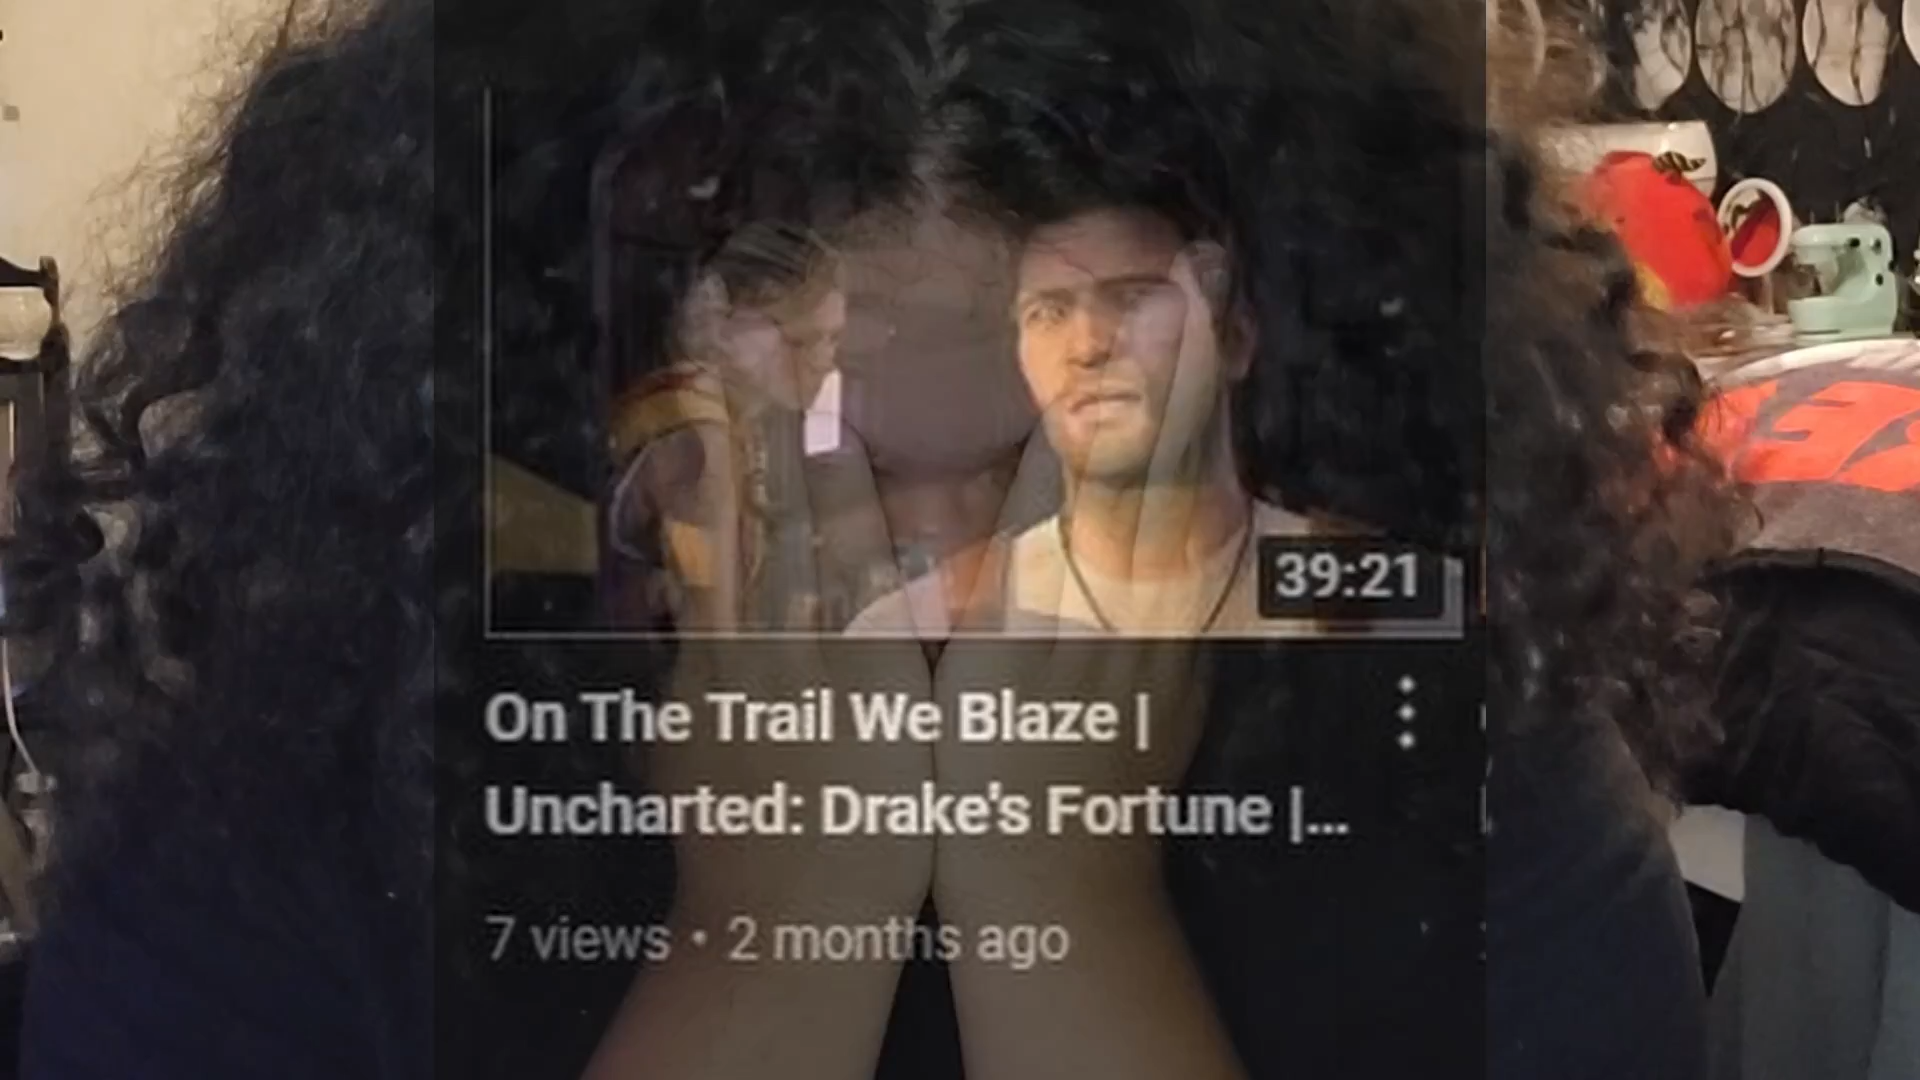 39:21
On The Trail We Blaze |
Uncharted: Drake's Fortune |...
7 views • 2 months ago